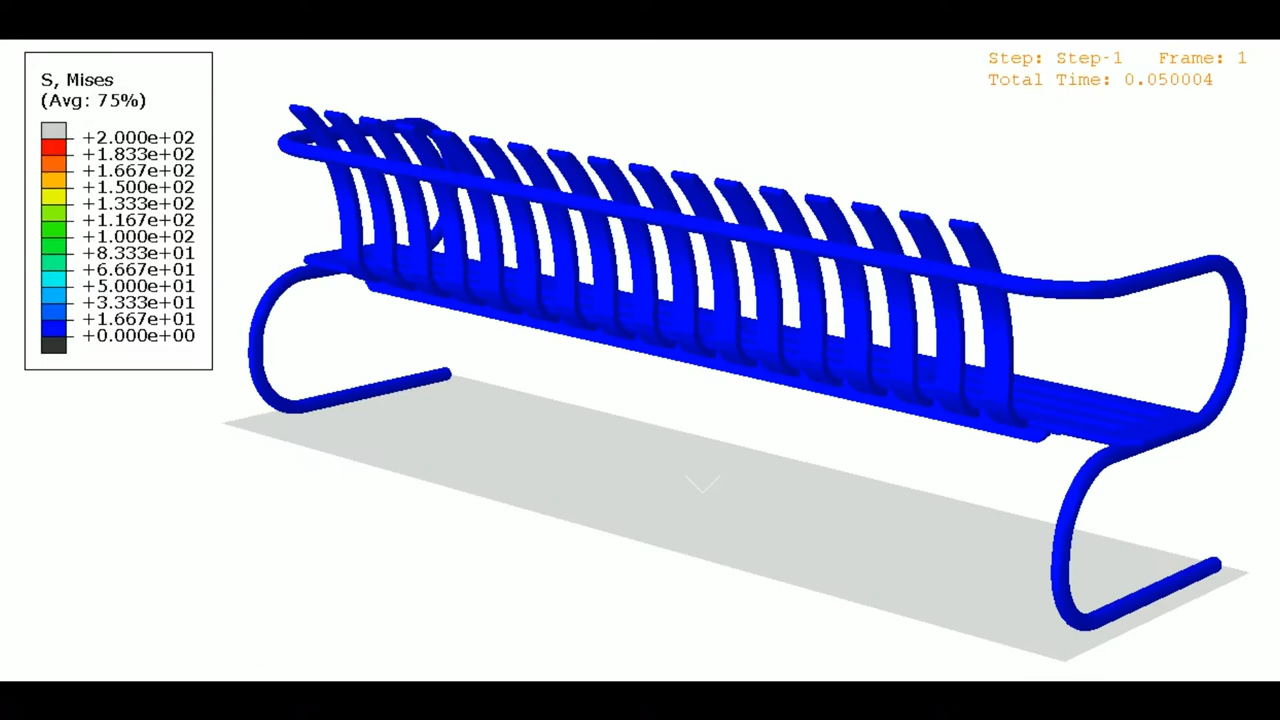 S, Mises
(Avg: 75%)
+2.000e+02
+1.833e+02
+1.667e+02
+1.500e+02
+1.333e+02
+1.167e+02
+1.000e+02
+8.333e+01
+6.667e+01
+5.000e+01
+3.333e+01
+1.667e+01
+0.000e+00
Step: Step-1 Frame: 1
Total Time: 0.050004